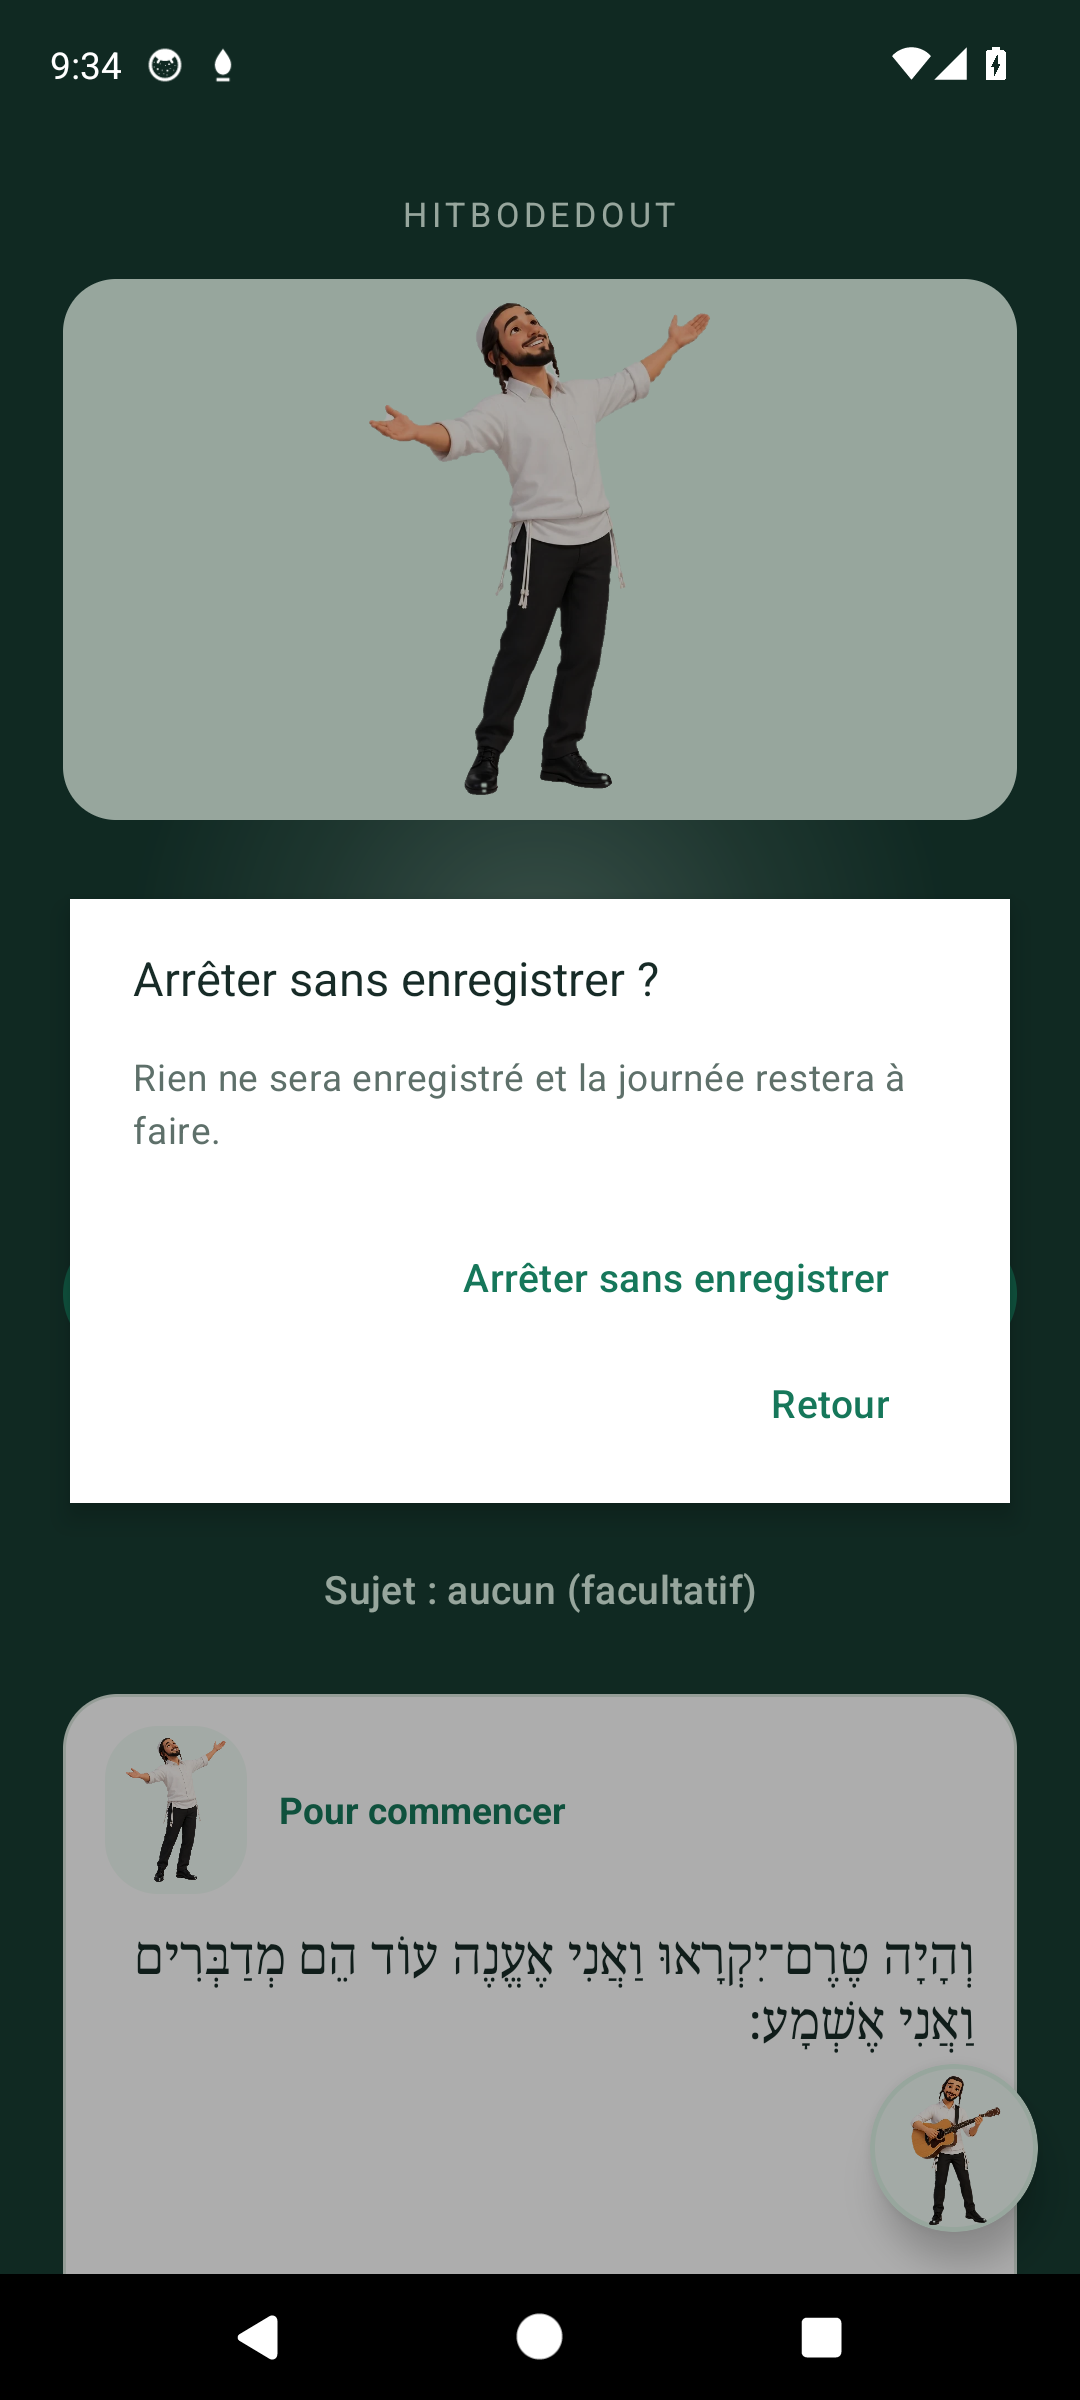 9:34
HITBODEDOUT
Arrêter sans enregistrer ?
Rien ne sera enregistré et la journée restera à
faire.
Arrêter sans enregistrer
Retour
Sujet : aucun (facultatif)
Pour commencer
וְהָיָה טֶרֶם־יִקְרָאוּ וַאֲנִי אֶעֱנֶה עוֹד הֵם מְדַבְּרִים
וַאֲנִי אֶשְׁמָע: